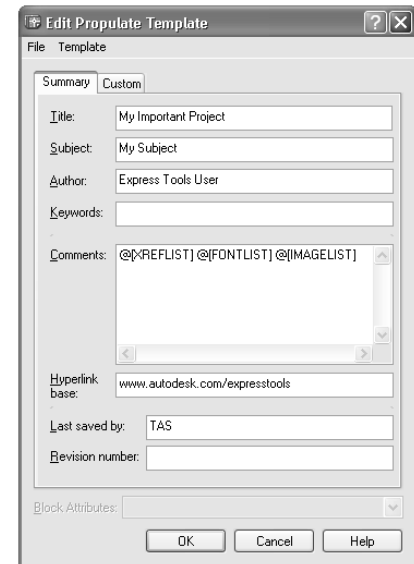 Edit Propulate Template
File Template
Summary Custom
Title: My Important Project
Subject: My Subject
Author: Express Tools User
Keywords:
Comments: @[XREFLIST] @[FONTLIST] @[IMAGELIST]
Hyperlink base: www.autodesk.com/expresstools
Last saved by: TAS
Revision number:
Block Attributes:
OK Cancel Help